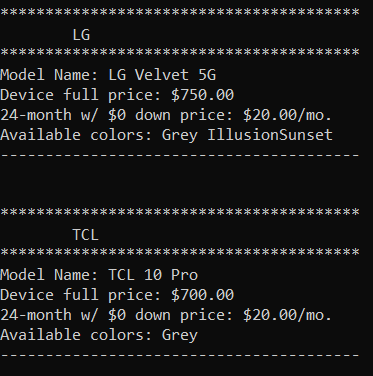 ****************************************
LG
****************************************
Model Name: LG Velvet 5G
Device full price: $750.00
24-month w/ $0 down price: $20.00/mo.
Available colors: Grey IllusionSunset
----------------------------------------
****************************************
TCL
****************************************
Model Name: TCL 10 Pro
Device full price: $700.00
24-month w/ $0 down price: $20.00/mo.
Available colors: Grey
----------------------------------------